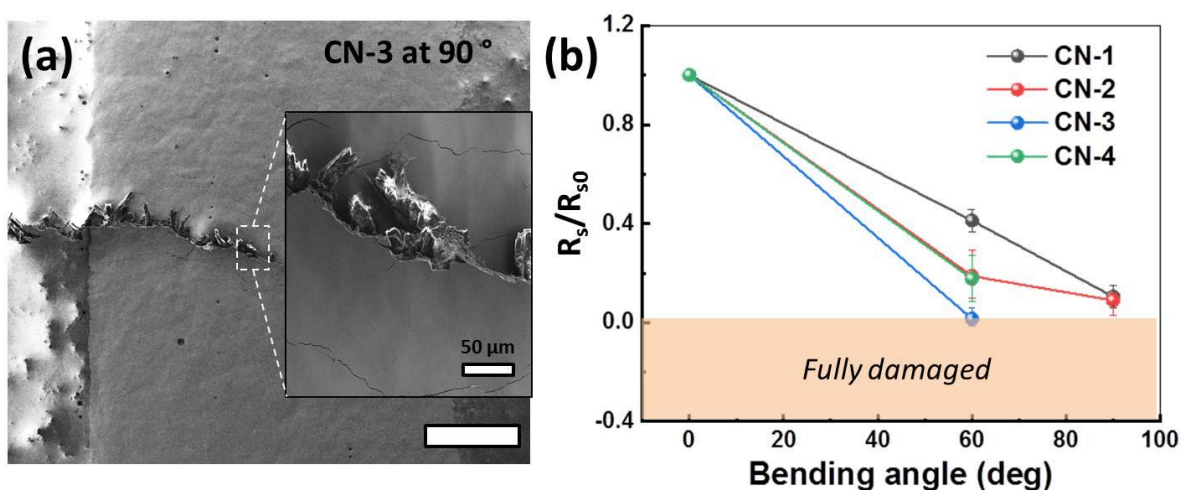 (a)
CN-3 at 90 °
50 µm
(b)
1.2
0.8
0.4
0.0
-0.4
Rs/Rs0
CN-1
CN-2
CN-3
CN-4
Fully damaged
0
20
40
60
80
100
Bending angle (deg)